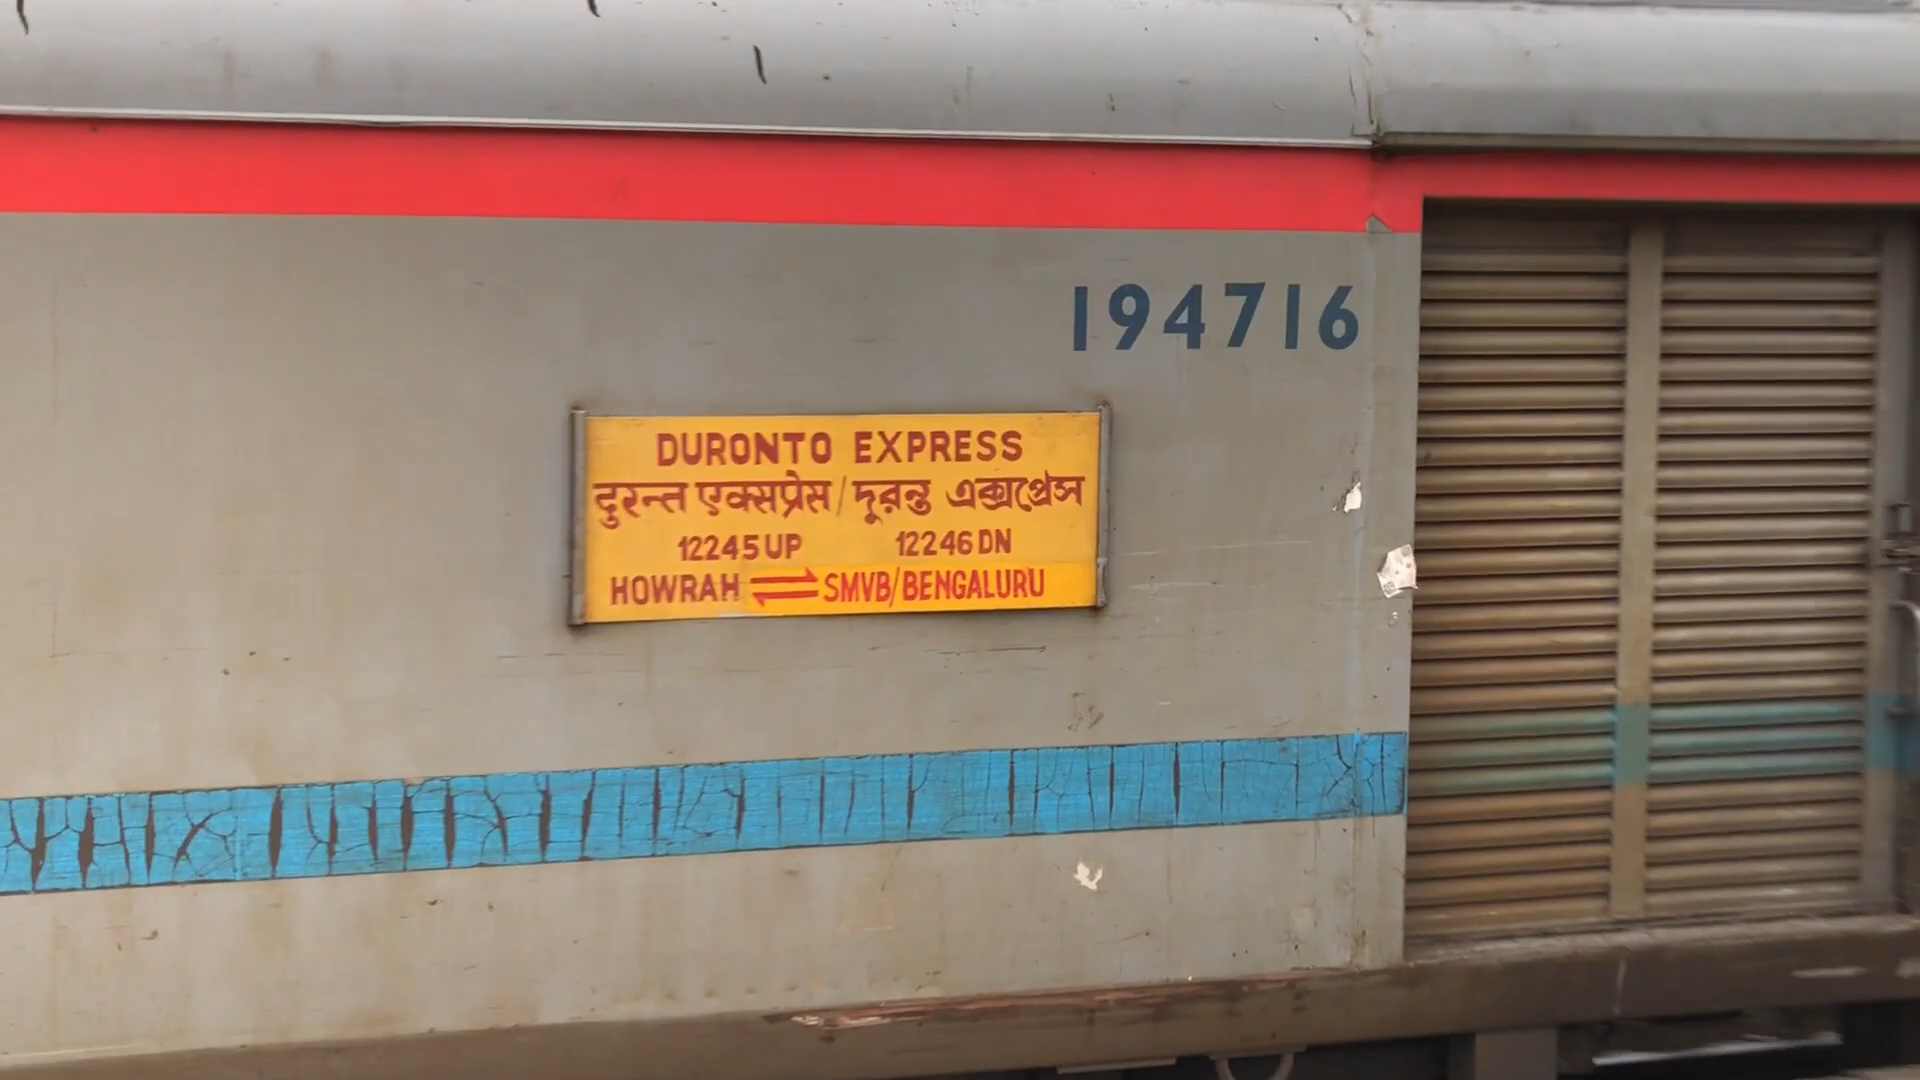 194716
DURONTO EXPRESS
दुरन्त एक्सप्रेस/দূরন্ত এক্সপ্রেস
12245 UP 12246 DN
HOWRAH ⇌ SMVB/BENGALURU